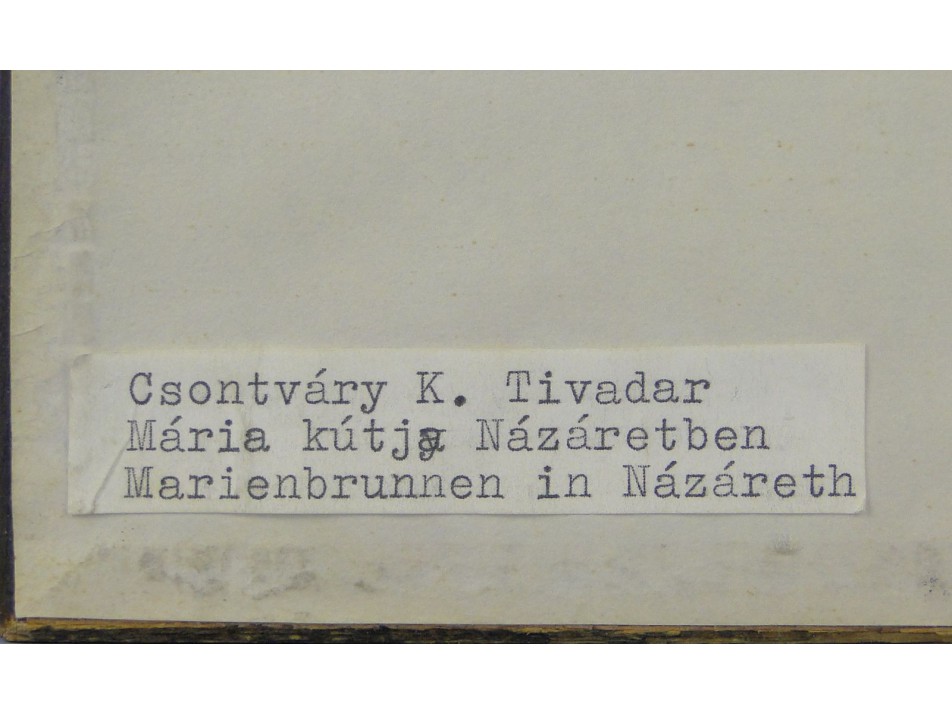 Csontváry K. Tivadar
Mária kútja Názáretben
Marienbrunnen in Názáreth